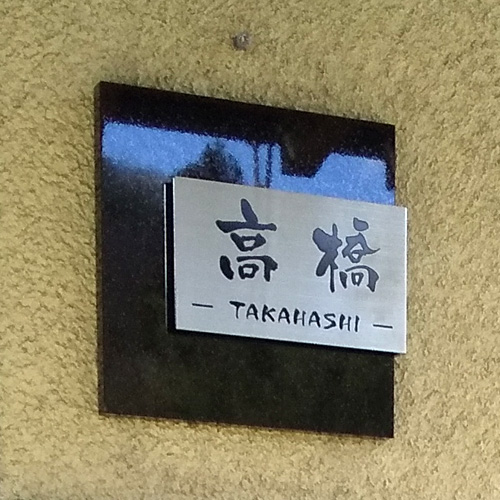 高橋
— TAKAHASHI —